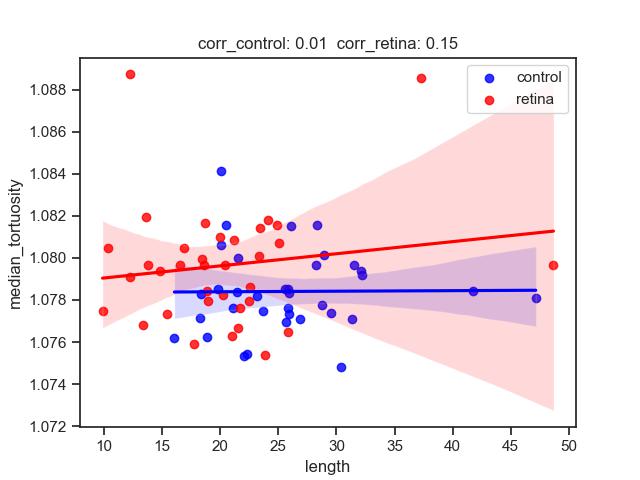 corr_control: 0.01  corr_retina: 0.15
control
retina
median_tortuosity
1.088
1.086
1.084
1.082
1.080
1.078
1.076
1.074
1.072
10 15 20 25 30 35 40 45 50
length